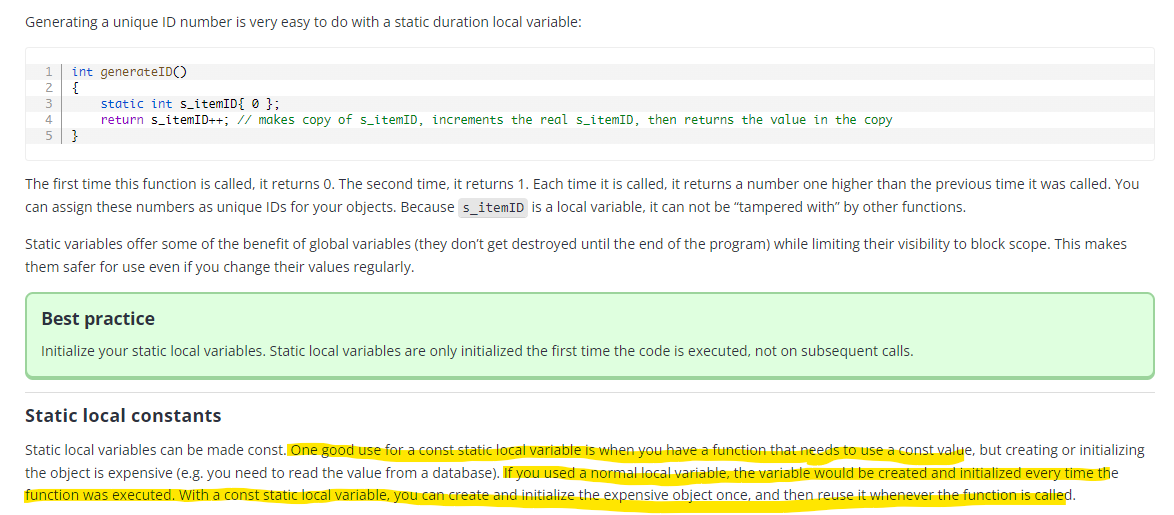 Generating a unique ID number is very easy to do with a static duration local variable:
1 int generateID()
2 {
3     static int s_itemID{ 0 };
4     return s_itemID++; // makes copy of s_itemID, increments the real s_itemID, then returns the value in the copy
5 }
The first time this function is called, it returns 0. The second time, it returns 1. Each time it is called, it returns a number one higher than the previous time it was called. You
can assign these numbers as unique IDs for your objects. Because s_itemID is a local variable, it can not be “tampered with” by other functions.
Static variables offer some of the benefit of global variables (they don’t get destroyed until the end of the program) while limiting their visibility to block scope. This makes
them safer for use even if you change their values regularly.
Best practice
Initialize your static local variables. Static local variables are only initialized the first time the code is executed, not on subsequent calls.
Static local constants
Static local variables can be made const. One good use for a const static local variable is when you have a function that needs to use a const value, but creating or initializing
the object is expensive (e.g. you need to read the value from a database). If you used a normal local variable, the variable would be created and initialized every time the
function was executed. With a const static local variable, you can create and initialize the expensive object once, and then reuse it whenever the function is called.